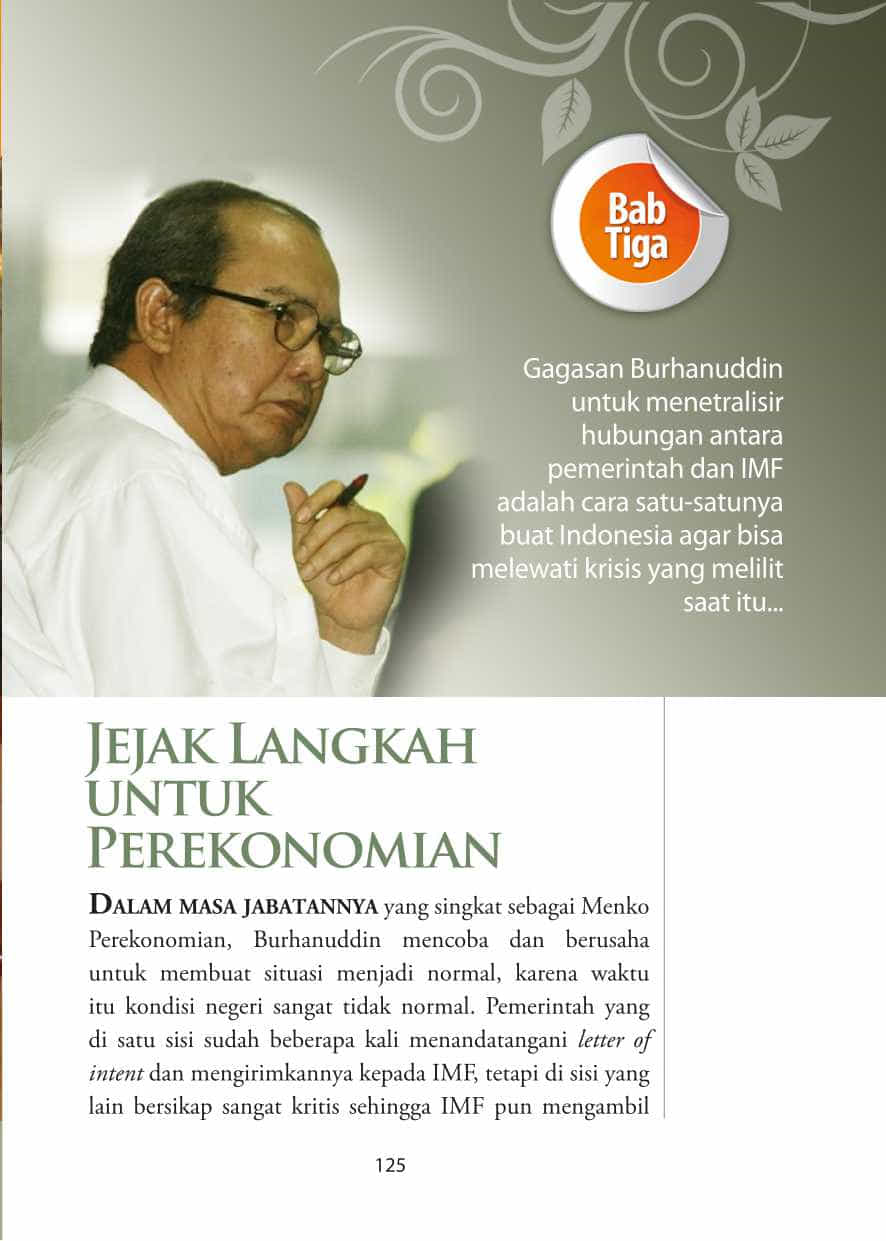 Bab
Tiga
Gagasan Burhanuddin
untuk menetralisir
hubungan antara
pemerintah dan IMF
adalah cara satu-satunya
buat Indonesia agar bisa
melewati krisis yang melilit
saat itu...
JEJAK LANGKAH
UNTUK
PEREKONOMIAN
DALAM MASA JABATANNYA yang singkat sebagai Menko
Perekonomian, Burhanuddin mencoba dan berusaha
untuk membuat situasi menjadi normal, karena waktu
itu kondisi negeri sangat tidak normal. Pemerintah yang
di satu sisi sudah beberapa kali menandatangani letter of
intent dan mengirimkannya kepada IMF, tetapi di sisi yang
lain bersikap sangat kritis sehingga IMF pun mengambil
125